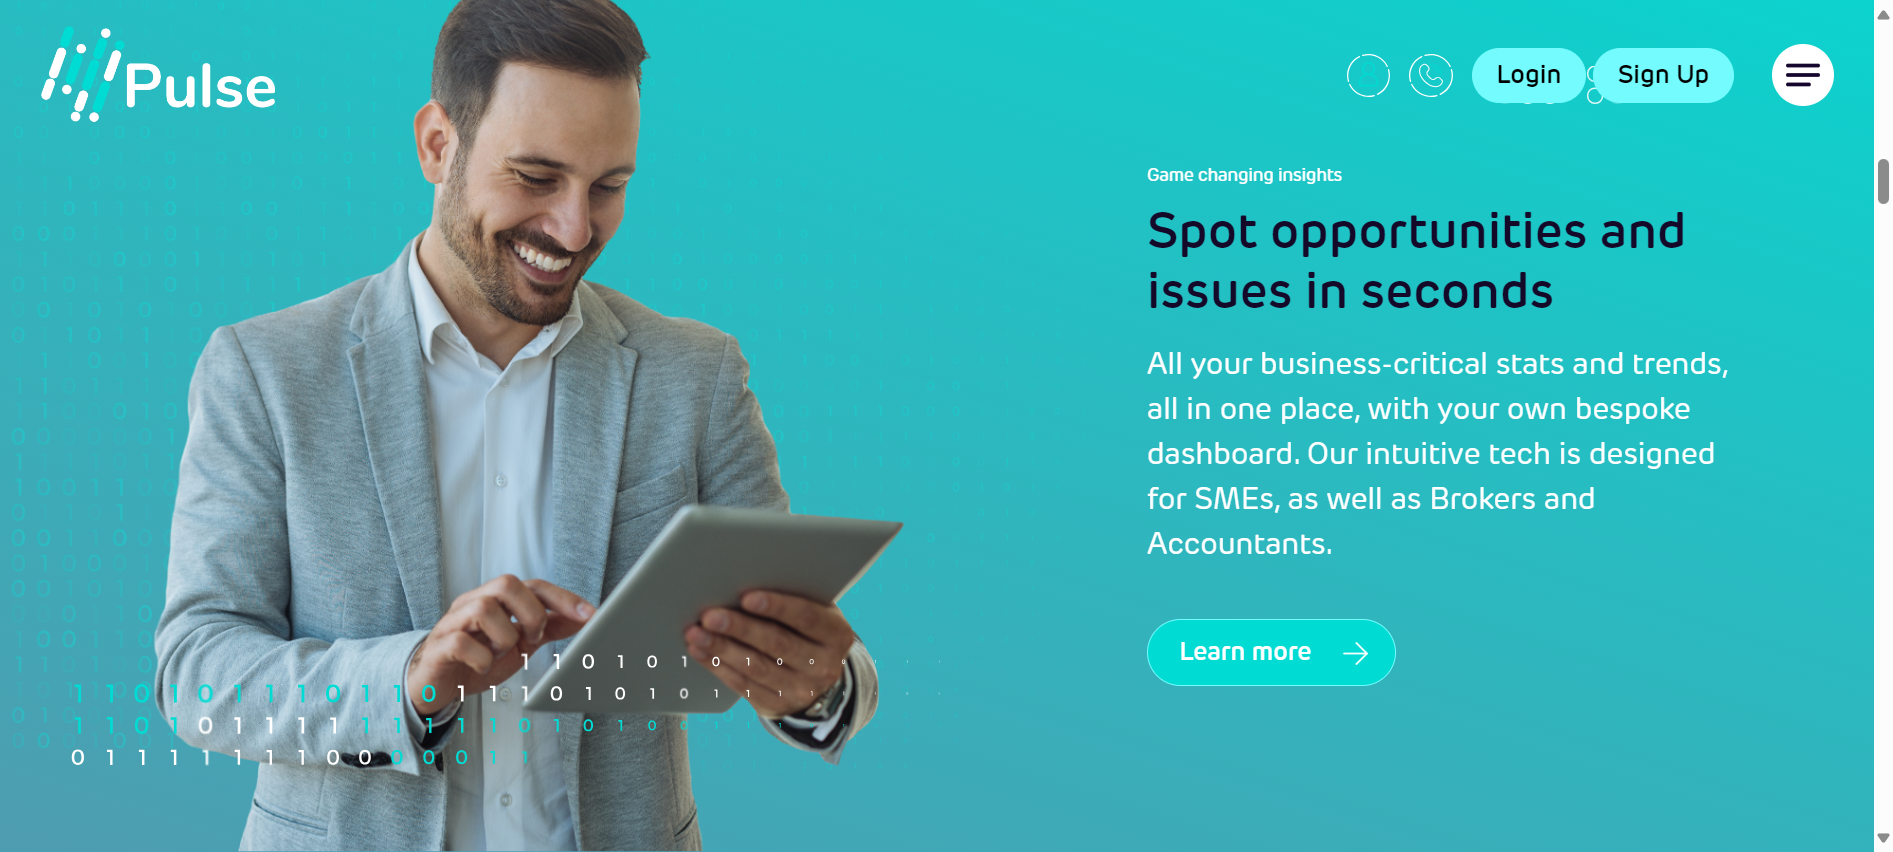 Pulse
Login
Sign Up
Game changing insights
Spot opportunities and
issues in seconds
All your business-critical stats and trends,
all in one place, with your own bespoke
dashboard. Our intuitive tech is designed
for SMEs, as well as Brokers and
Accountants.
Learn more